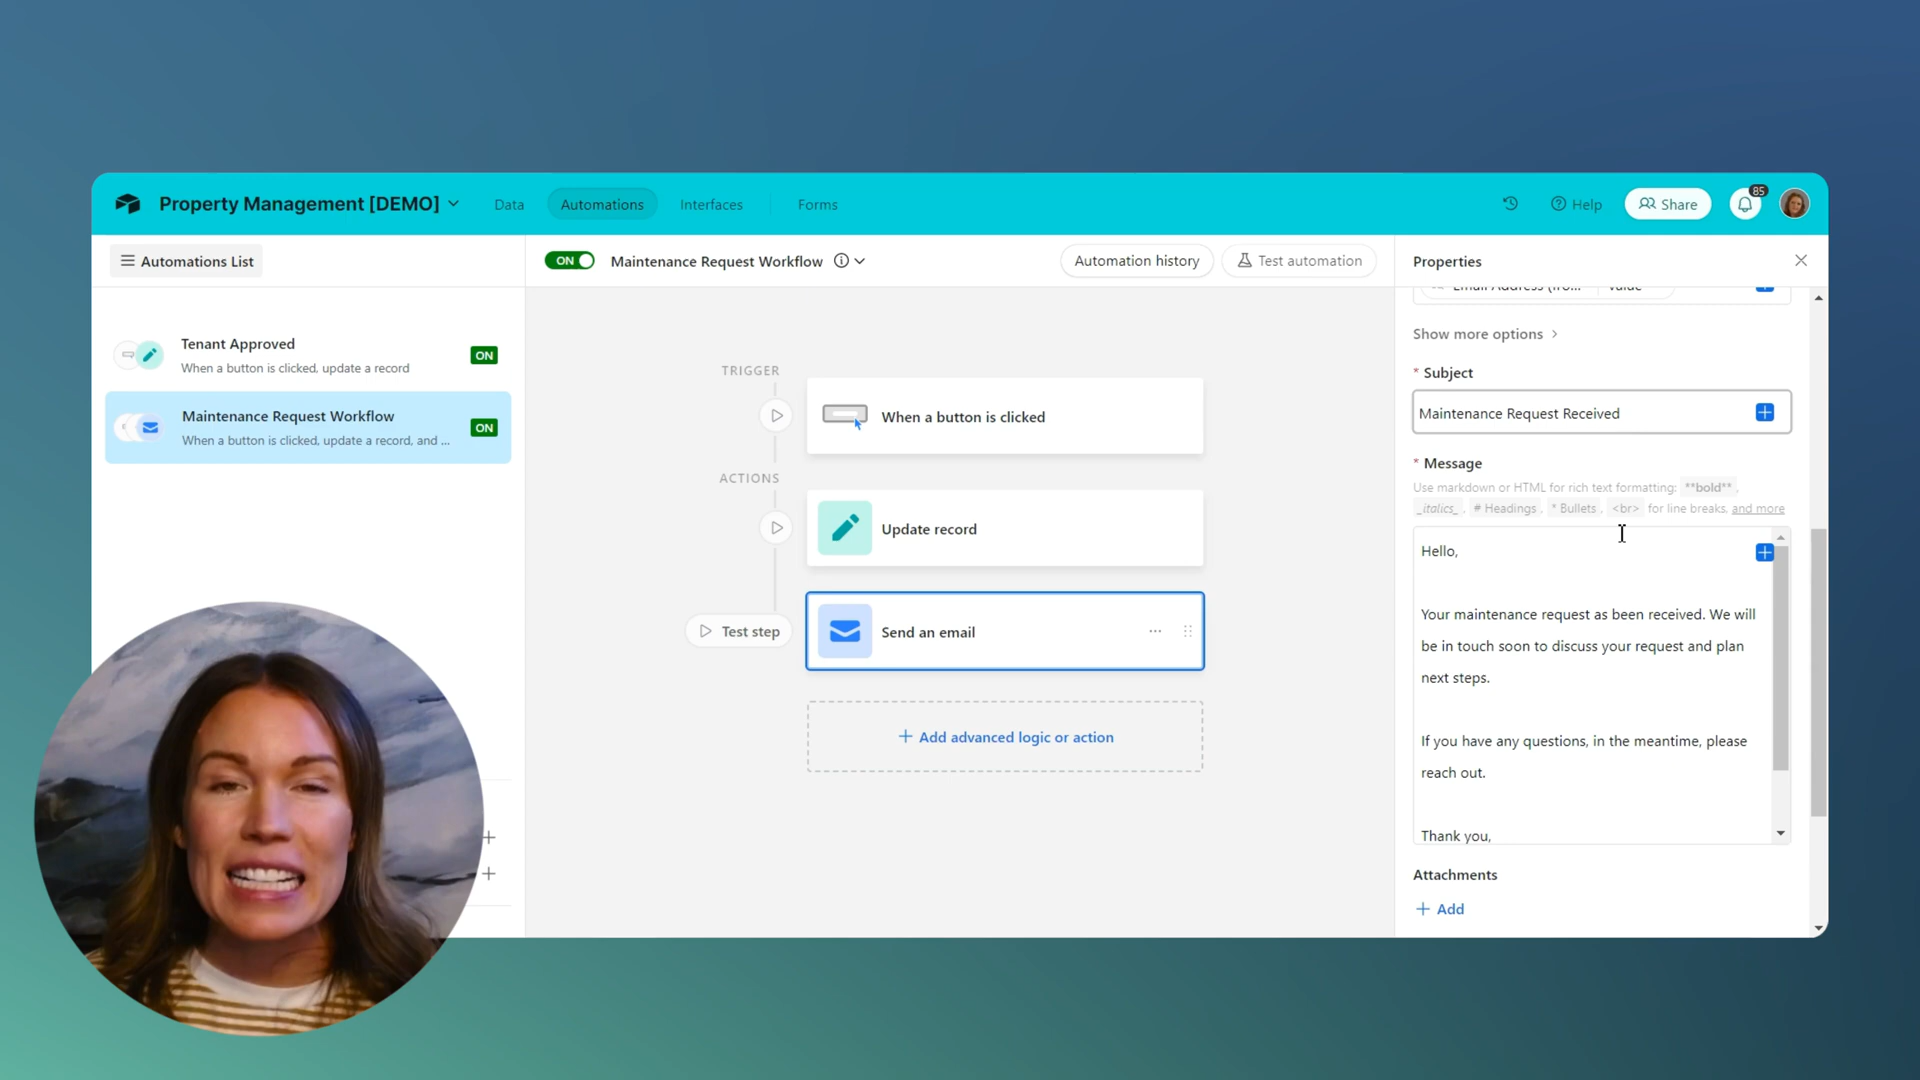 Property Management [DEMO]
Data
Automations
Interfaces
Forms
Help
Share
85
Automations List
ON
Maintenance Request Workflow
Automation history
Test automation
Properties
Tenant Approved
When a button is clicked, update a record
ON
Maintenance Request Workflow
When a button is clicked, update a record, and ...
ON
TRIGGER
When a button is clicked
ACTIONS
Update record
Test step
Send an email
+ Add advanced logic or action
Email Address (fro...
Value
Show more options
* Subject
Maintenance Request Received
* Message
Use markdown or HTML for rich text formatting: **bold** ,
_italics_ , # Headings , * Bullets , <br> for line breaks, and more
Hello,
Your maintenance request as been received. We will
be in touch soon to discuss your request and plan
next steps.
If you have any questions, in the meantime, please
reach out.
Thank you,
Attachments
+ Add